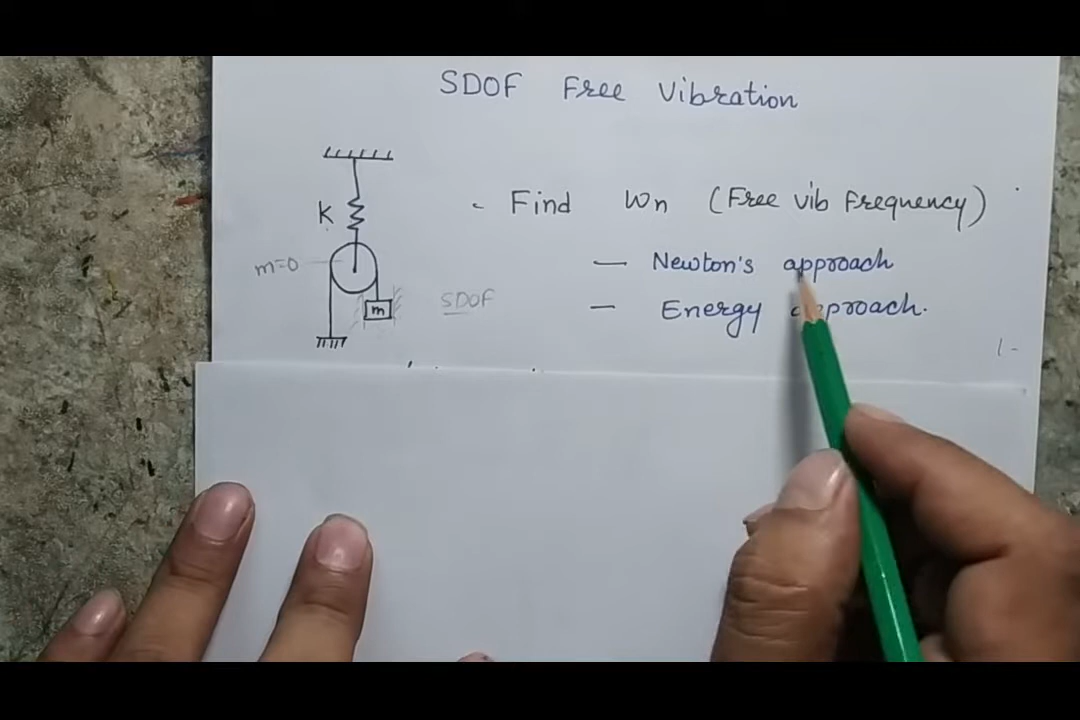 SDOF Free Vibration
K
- Find Wn (Free vib Frequency)
m=0
— Newton's approach
m
SDOF
— Energy approach.